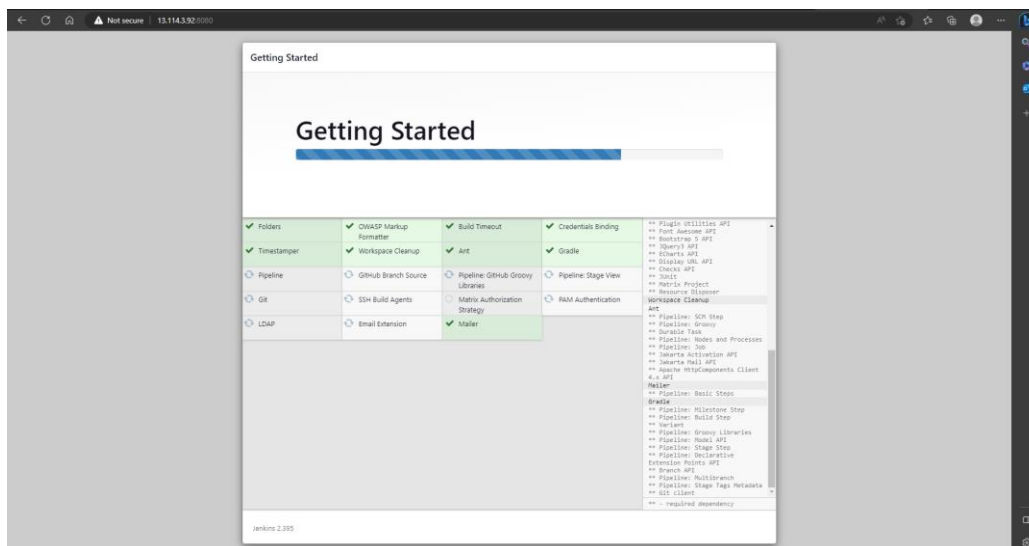 Not secure
13.114.3.92:8080
Getting Started
Getting Started
Folders
OWASP Markup
Formatter
Build Timeout
Credentials Binding
Timestamper
Workspace Cleanup
Ant
Gradle
Pipeline
GitHub Branch Source
Pipeline: GitHub Groovy
Libraries
Pipeline: Stage View
Git
SSH Build Agents
Matrix Authorization
Strategy
PAM Authentication
LDAP
Email Extension
Mailer
** Plugin Utilities API
** Font Awesome API
** Bootstrap 5 API
** JQuery3 API
** ECharts API
** Display URL API
** Checks API
** JUnit
** Matrix Project
** Resource Disposer
Workspace Cleanup
Ant
** Pipeline: SCM Step
** Pipeline: Groovy
** Durable Task
** Pipeline: Nodes and Processes
** Pipeline: Job
** Jakarta Activation API
** Jakarta Mail API
** Apache HttpComponents Client
4.x API
Mailer
** Pipeline: Basic Steps
Gradle
** Pipeline: Milestone Step
** Pipeline: Build Step
** Variant
** Pipeline: Groovy Libraries
** Pipeline: Model API
** Pipeline: Stage Step
** Pipeline: Declarative
Extension Points API
** Branch API
** Pipeline: Multibranch
** Pipeline: Stage Tags Metadata
** Git client
** - required dependency
Jenkins 2.395